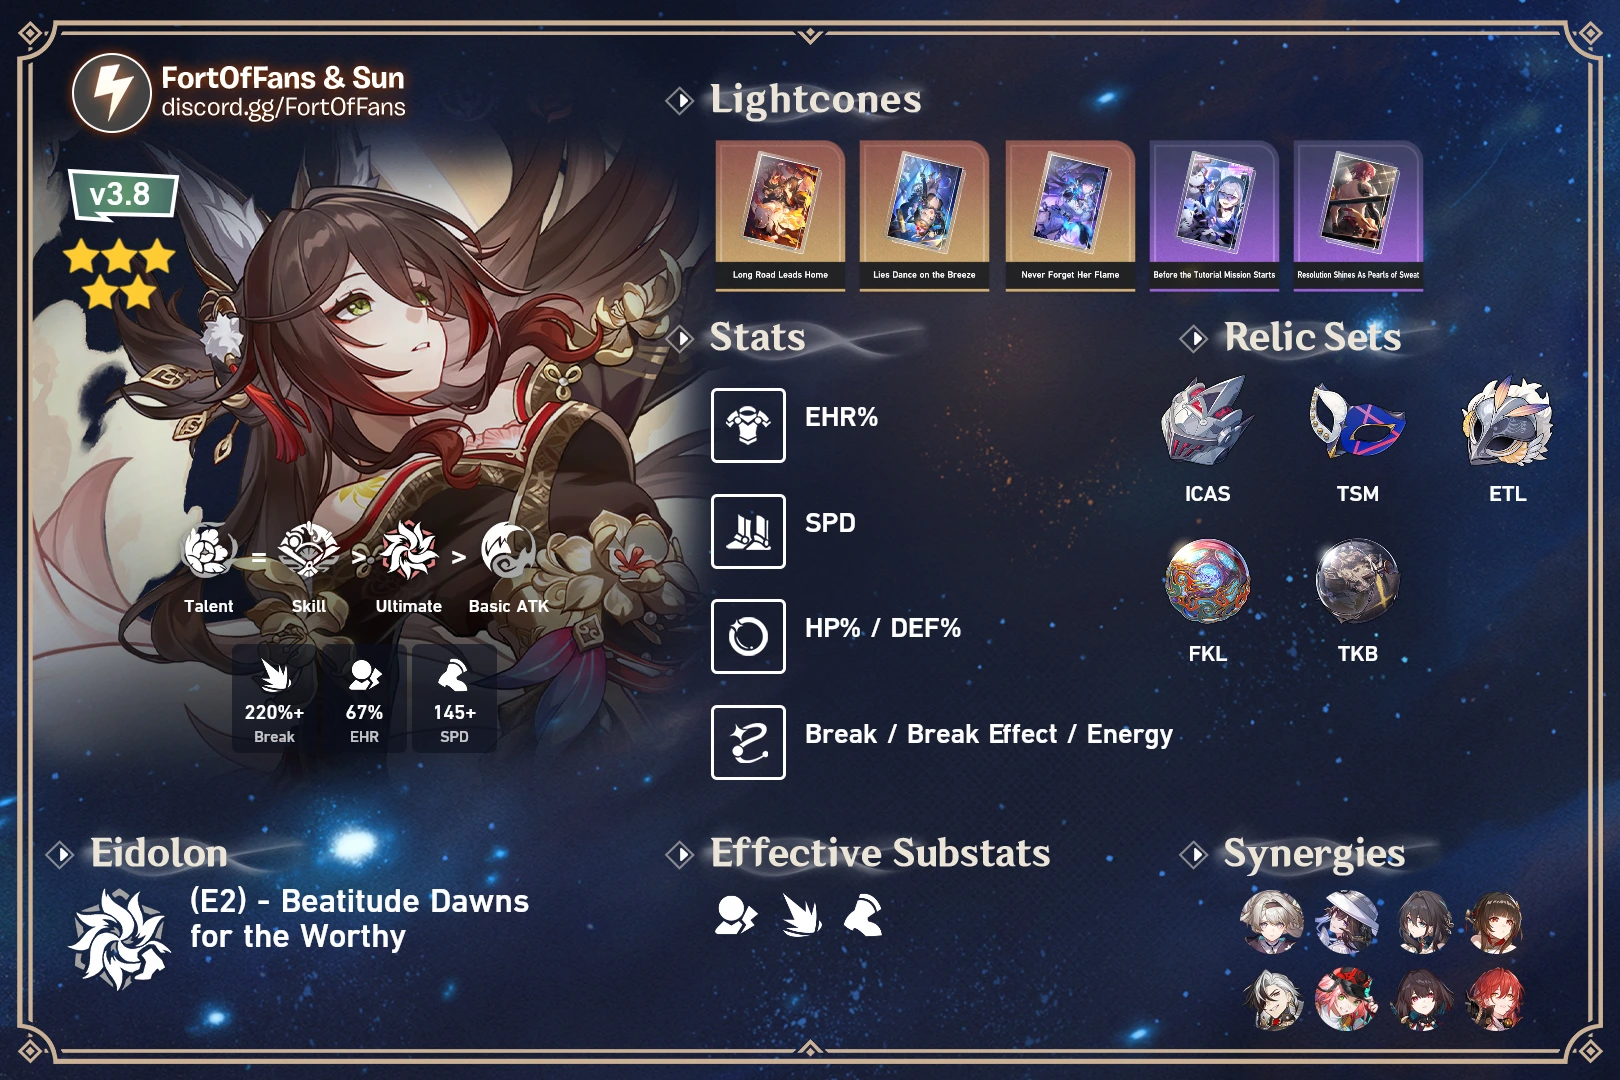 FortOfFans & Sun
discord.gg/FortOfFans
v3.8
Talent = Skill > Ultimate > Basic ATK
220%+ 67% 145+
Break EHR SPD
Lightcones
Long Road Leads Home
Lies Dance on the Breeze
Never Forget Her Flame
Before the Tutorial Mission Starts
Resolution Shines As Pearls of Sweat
Stats
EHR%
SPD
HP% / DEF%
Break / Break Effect / Energy
Relic Sets
ICAS TSM ETL
FKL TKB
Eidolon
(E2) - Beatitude Dawns
for the Worthy
Effective Substats
Synergies